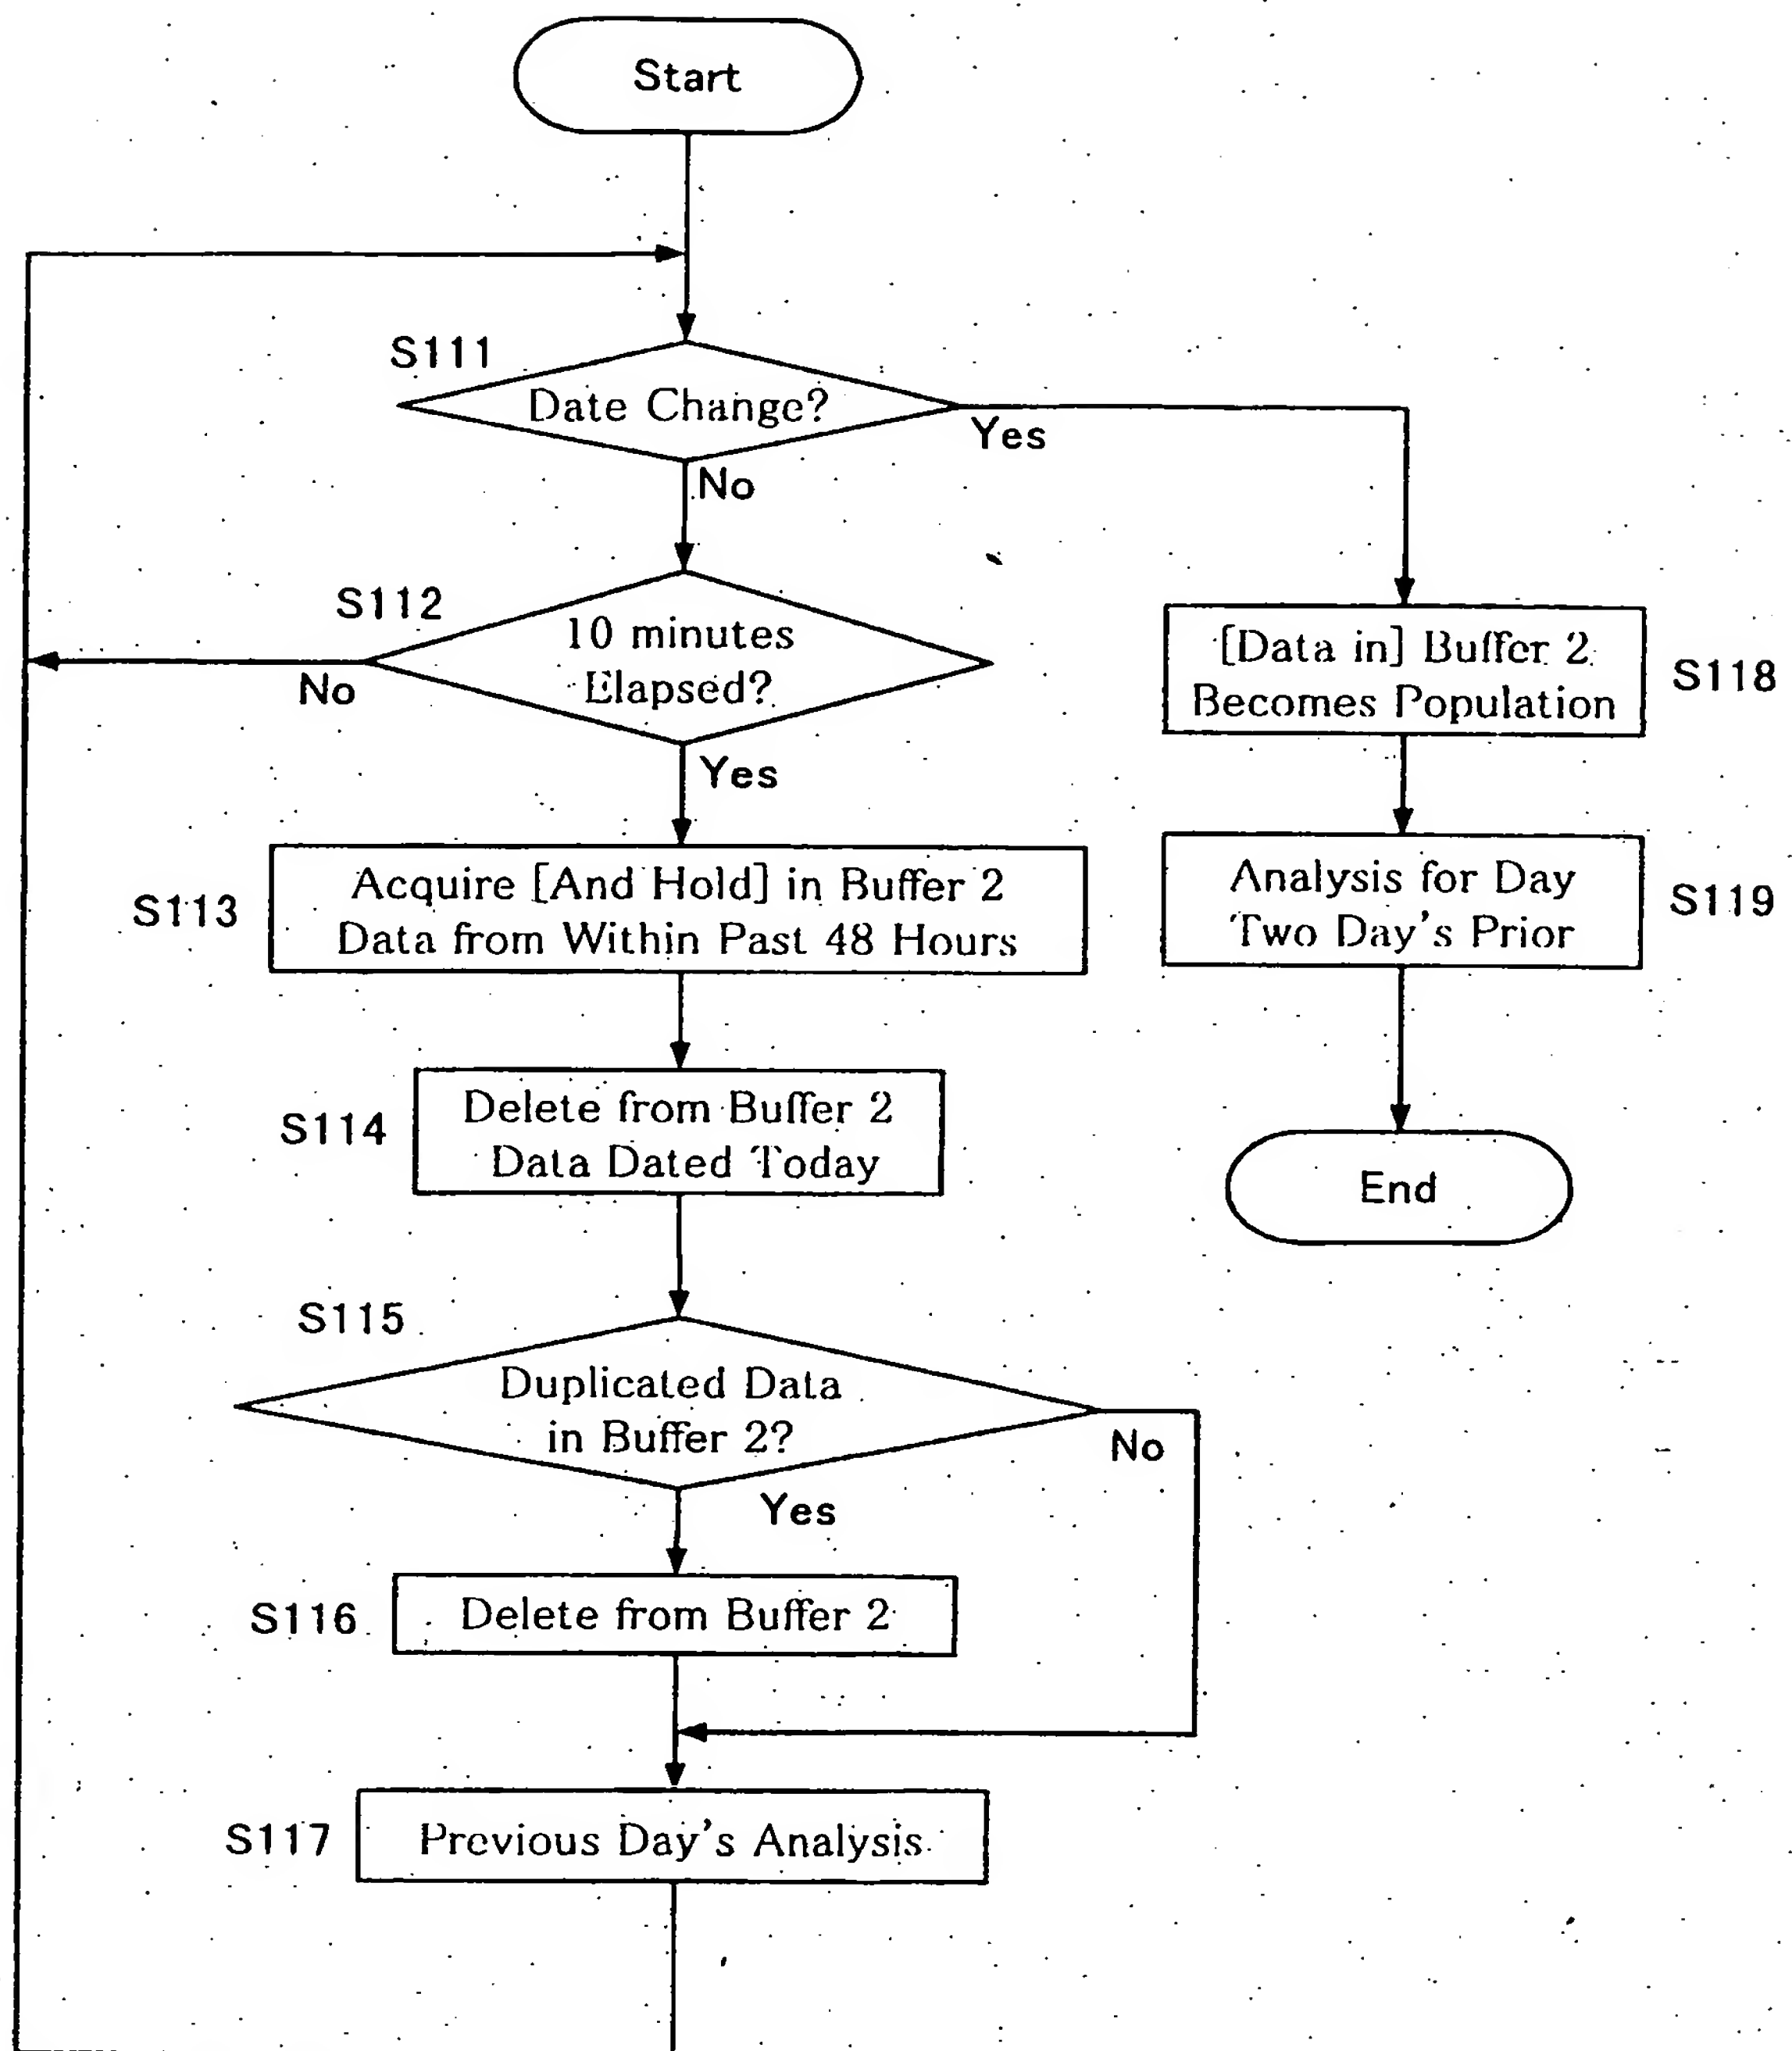 Start
S111
Date Change?
Yes
No
S112
10 minutes
Elapsed?
No
Yes
[Data in] Buffer 2
Becomes Population
S118
S113
Acquire [And Hold] in Buffer 2
Data from Within Past 48 Hours
Analysis for Day
Two Day's Prior
S119
S114
Delete from Buffer 2
Data Dated Today
End
S115
Duplicated Data
in Buffer 2?
No
Yes
S116
Delete from Buffer 2
S117
Previous Day's Analysis